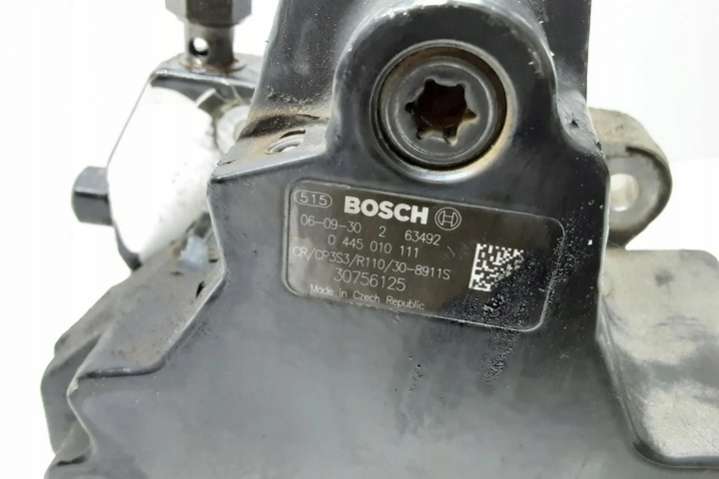 515 BOSCH
06-09-30 2 63492
0 445 010 111
CR/CP3S3/R110/30-8911S
30756125
Made in Czech Republic